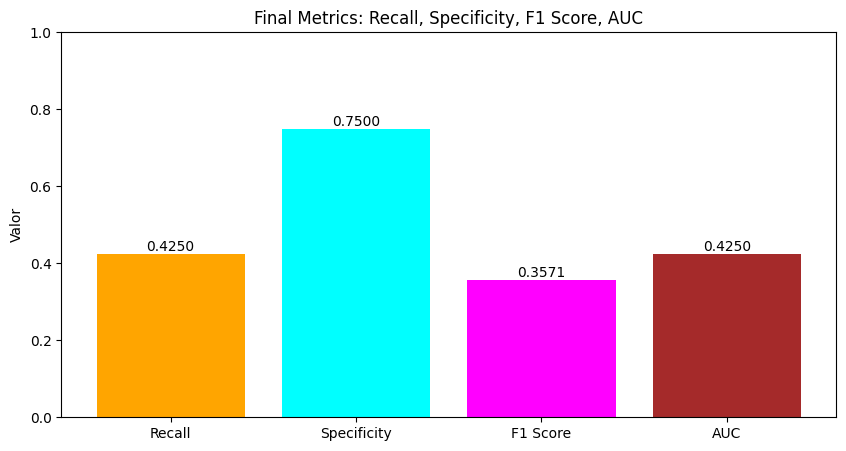 Final Metrics: Recall, Specificity, F1 Score, AUC
Valor
1.0
0.8
0.6
0.4
0.2
0.0
0.4250
0.7500
0.3571
0.4250
Recall
Specificity
F1 Score
AUC